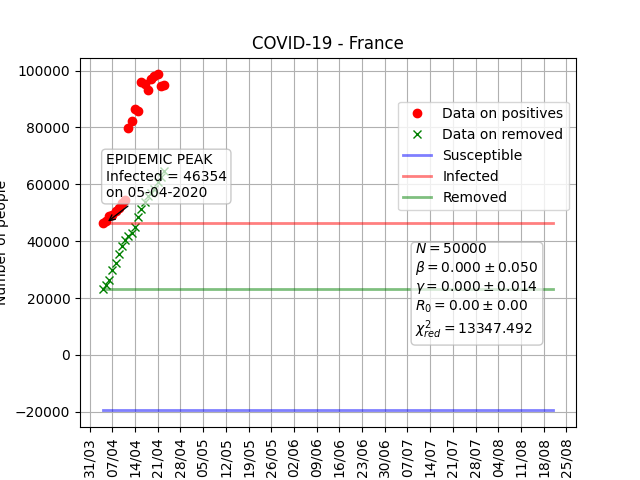 COVID-19 - France
Number of people
100000
80000
60000
40000
20000
0
−20000
Data on positives
Data on removed
Susceptible
Infected
Removed
EPIDEMIC PEAK
Infected = 46354
on 05-04-2020
N = 50000
β = 0.000 ± 0.050
γ = 0.000 ± 0.014
R₀ = 0.00 ± 0.00
χ²red = 13347.492
31/03
07/04
14/04
21/04
28/04
05/05
12/05
19/05
26/05
02/06
09/06
16/06
23/06
30/06
07/07
14/07
21/07
28/07
04/08
11/08
18/08
25/08